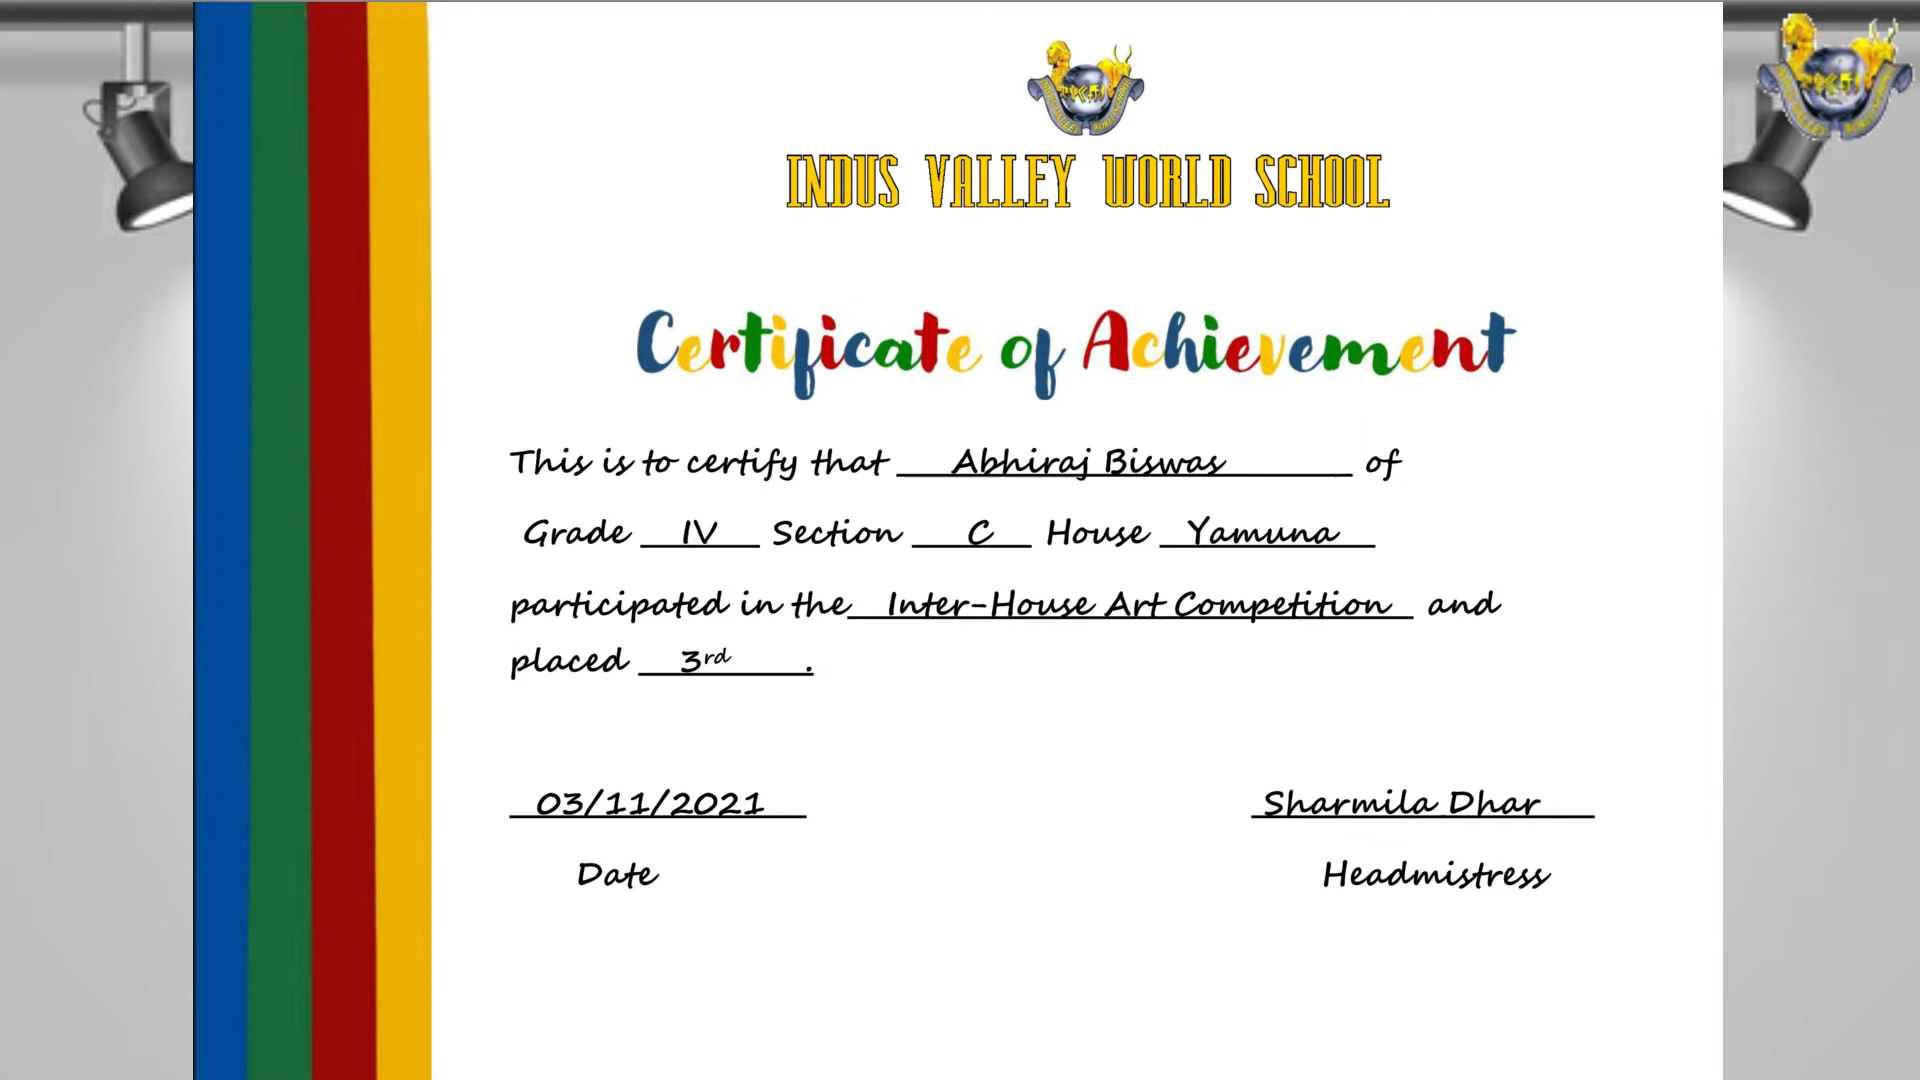 INDUS VALLEY WORLD SCHOOL
Certificate of Achievement
This is to certify that Abhiraj Biswas of
Grade IV Section C House Yamuna
participated in the Inter-House Art Competition and
placed 3rd .
03/11/2021
Sharmila Dhar
Date
Headmistress